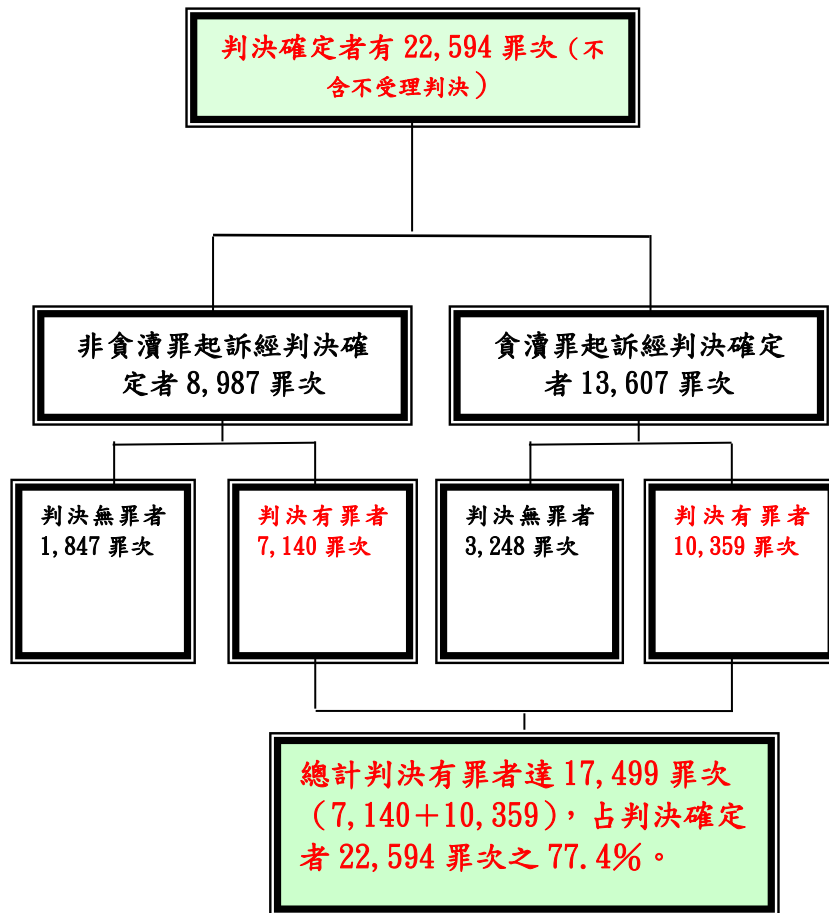 判決確定者有 22,594 罪次（不
含不受理判決）
非貪瀆罪起訴經判決確
定者 8,987 罪次
貪瀆罪起訴經判決確定
者 13,607 罪次
判決無罪者
1,847 罪次
判決有罪者
7,140 罪次
判決無罪者
3,248 罪次
判決有罪者
10,359 罪次
總計判決有罪者達 17,499 罪次
（7,140＋10,359），占判決確定
者 22,594 罪次之 77.4％。